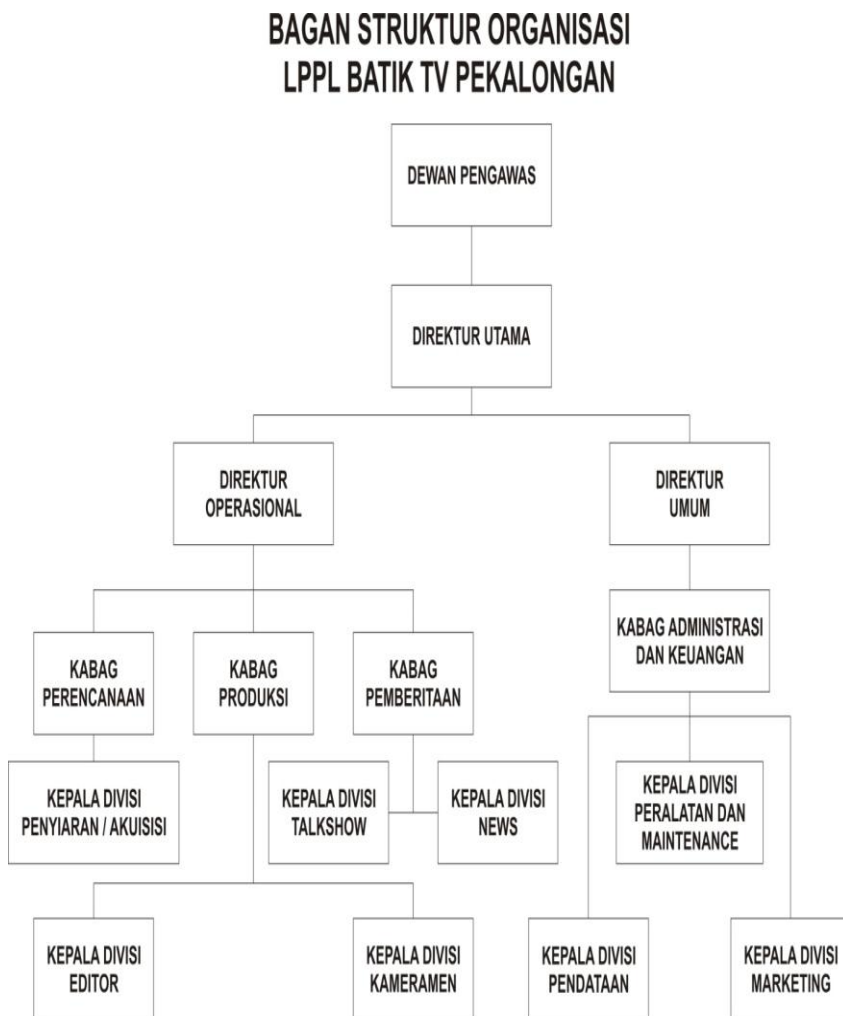 BAGAN STRUKTUR ORGANISASI
LPPL BATIK TV PEKALONGAN
DEWAN PENGAWAS
DIREKTUR UTAMA
DIREKTUR
OPERASIONAL
DIREKTUR
UMUM
KABAG
PERENCANAAN
KABAG
PRODUKSI
KABAG
PEMBERITAAN
KABAG ADMINISTRASI
DAN KEUANGAN
KEPALA DIVISI
PENYIARAN / AKUISISI
KEPALA DIVISI
TALKSHOW
KEPALA DIVISI
NEWS
KEPALA DIVISI
PERALATAN DAN
MAINTENANCE
KEPALA DIVISI
EDITOR
KEPALA DIVISI
KAMERAMEN
KEPALA DIVISI
PENDATAAN
KEPALA DIVISI
MARKETING